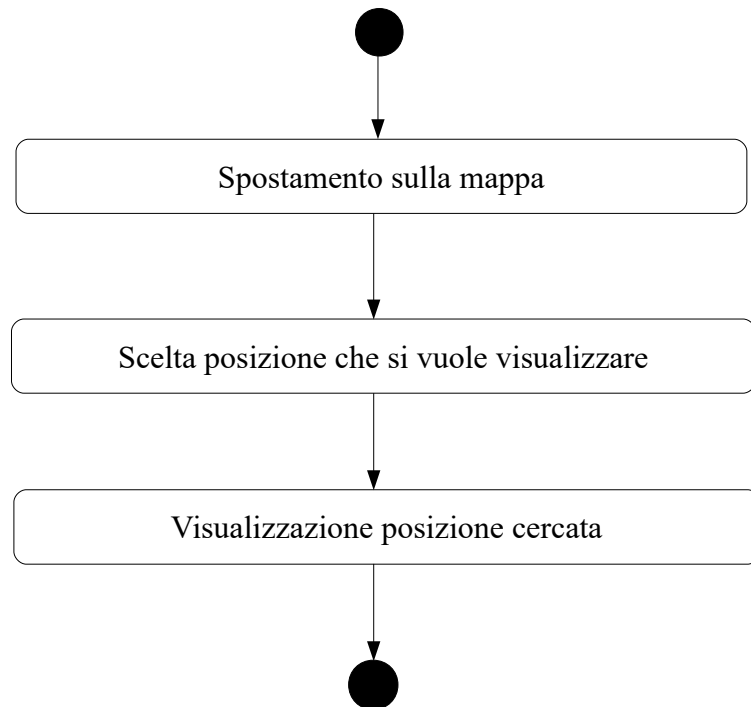 Spostamento sulla mappa
Scelta posizione che si vuole visualizzare
Visualizzazione posizione cercata